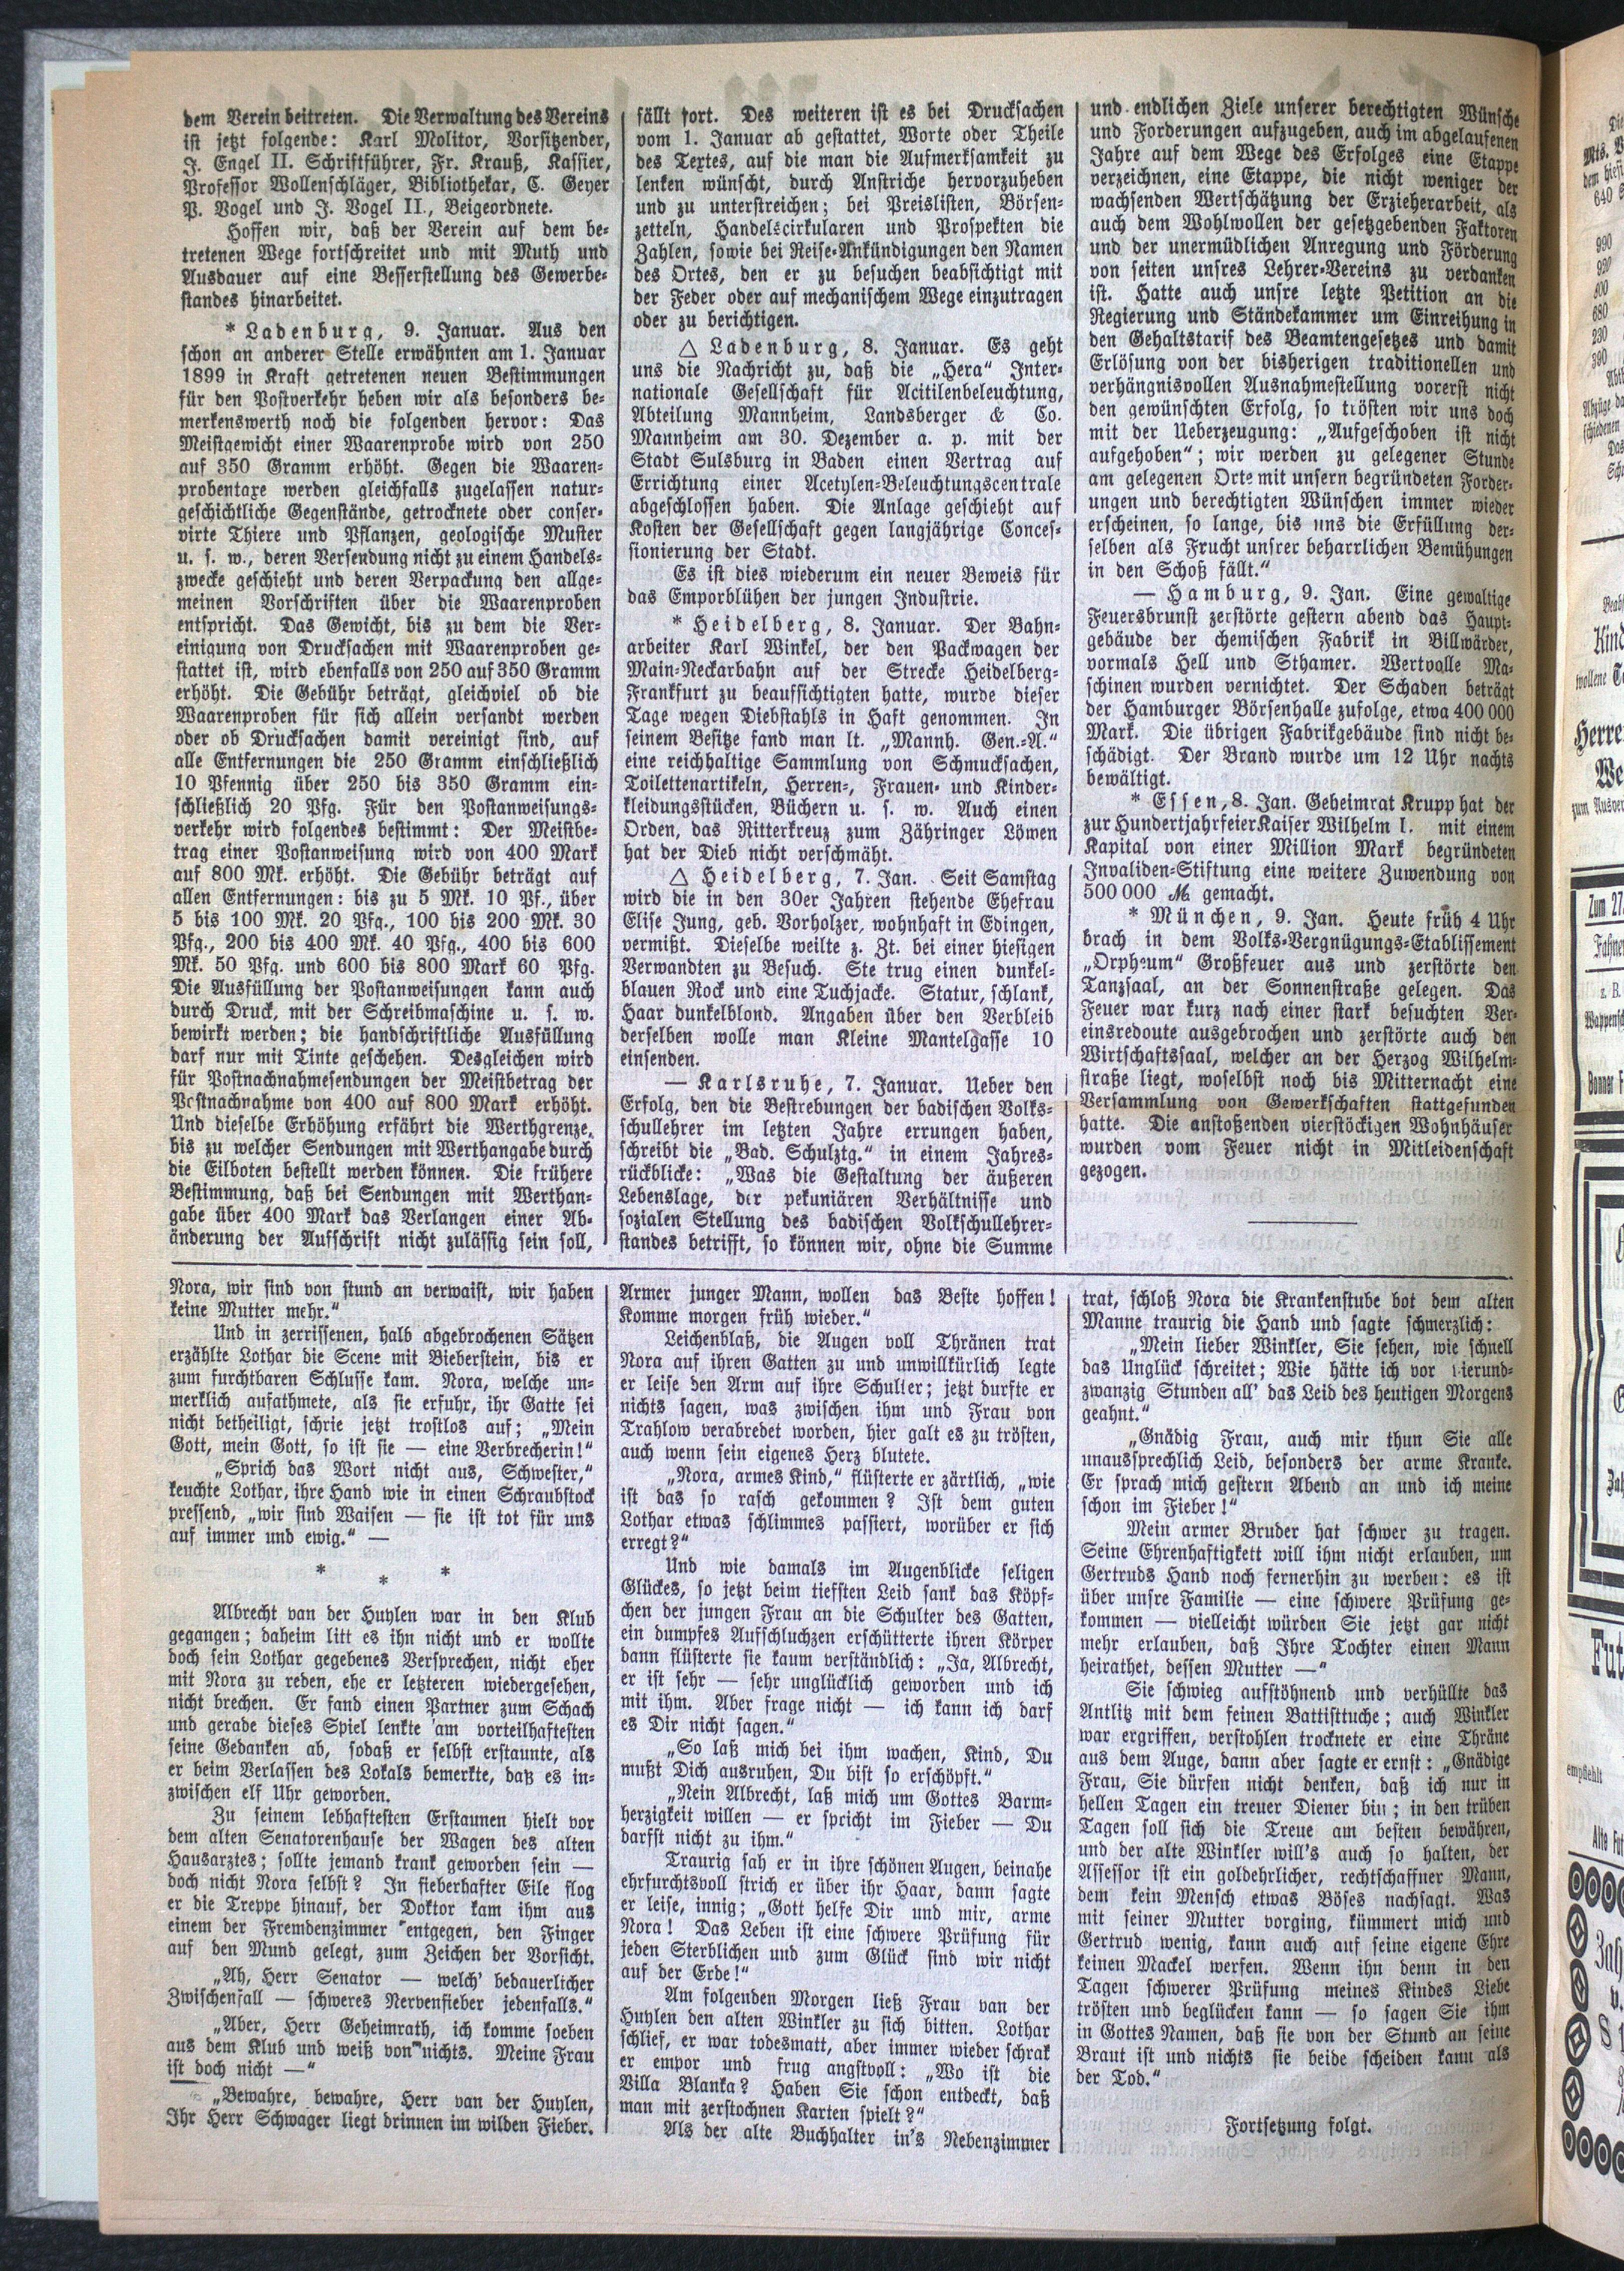 dem Verein beitreten. Die Verwaltung des Vereins
ist jetzt folgende: Karl Molitor, Vorsitzender,
J. Engel II. Schriftführer, Fr. Krauß, Kassier,
Professor Wollenschläger, Bibliothekar, C. Geyer
P. Vogel und J. Vogel II., Beigeordnete.
Hoffen wir, daß der Verein auf dem be-
tretenen Wege fortschreitet und mit Muth und
Ausdauer auf eine Besserstellung des Gewerbe-
standes hinarbeitet.
* Ladenburg, 9. Januar. Aus den
schon an anderer Stelle erwähnten am 1. Januar
1899 in Kraft getretenen neuen Bestimmungen
für den Postverkehr heben wir als besonders be-
merkenswerth noch die folgenden hervor: Das
Meistgewicht einer Waarenprobe wird von 250
auf 350 Gramm erhöht. Gegen die Waaren-
probentaxe werden gleichfalls zugelassen natur-
geschichtliche Gegenstände, getrocknete oder conser-
virte Thiere und Pflanzen, geologische Muster
u. s. w., deren Versendung nicht zu einem Handels-
zwecke geschieht und deren Verpackung den allge-
meinen Vorschriften über die Waarenproben
entspricht. Das Gewicht, bis zu dem die Ver-
einigung von Drucksachen mit Waarenproben ge-
stattet ist, wird ebenfalls von 250 auf 350 Gramm
erhöht. Die Gebühr beträgt, gleichviel ob die
Waarenproben für sich allein versandt werden
oder ob Drucksachen damit vereinigt sind, auf
alle Entfernungen die 250 Gramm einschließlich
10 Pfennig über 250 bis 350 Gramm ein-
schließlich 20 Pfg. Für den Postanweisungs-
verkehr wird folgendes bestimmt: Der Meistbe-
trag einer Postanweisung wird von 400 Mark
auf 800 Mk. erhöht. Die Gebühr beträgt auf
allen Entfernungen: bis zu 5 Mk. 10 Pf., über
5 bis 100 Mk. 20 Pfg., 100 bis 200 Mk. 30
Pfg., 200 bis 400 Mk. 40 Pfg., 400 bis 600
Mk. 50 Pfg. und 600 bis 800 Mark 60 Pfg.
Die Ausfüllung der Postanweisungen kann auch
durch Druck, mit der Schreibmaschine u. s. w.
bewirkt werden; die handschriftliche Ausfüllung
darf nur mit Tinte geschehen. Desgleichen wird
für Postnachnahmesendungen der Meistbetrag der
Postnachnahme von 400 auf 800 Mark erhöht.
Und dieselbe Erhöhung erfährt die Werthgrenze,
bis zu welcher Sendungen mit Werthangabe durch
die Eilboten bestellt werden können. Die frühere
Bestimmung, daß bei Sendungen mit Werthan-
gabe über 400 Mark das Verlangen einer Ab-
änderung der Aufschrift nicht zulässig sein soll,
fällt fort. Des weiteren ist es bei Drucksachen
vom 1. Januar ab gestattet, Worte oder Theile
des Textes, auf die man die Aufmerksamkeit zu
lenken wünscht, durch Anstriche hervorzuheben
und zu unterstreichen; bei Preislisten, Börsen-
zetteln, Handelscirkularen und Prospekten die
Zahlen, sowie bei Reise-Ankündigungen den Namen
des Ortes, den er zu besuchen beabsichtigt mit
der Feder oder auf mechanischem Wege einzutragen
oder zu berichtigen.
△ Ladenburg, 8. Januar. Es geht
uns die Nachricht zu, daß die „Hera“ Inter-
nationale Gesellschaft für Acitilenbeleuchtung,
Abteilung Mannheim, Landsberger & Co.
Mannheim am 30. Dezember a. p. mit der
Stadt Sulsburg in Baden einen Vertrag auf
Errichtung einer Acetylen-Beleuchtungscentrale
abgeschlossen haben. Die Anlage geschieht auf
Kosten der Gesellschaft gegen langjährige Conces-
sionierung der Stadt.
Es ist dies wiederum ein neuer Beweis für
das Emporblühen der jungen Industrie.
* Heidelberg, 8. Januar. Der Bahn-
arbeiter Karl Winkel, der den Packwagen der
Main-Neckarbahn auf der Strecke Heidelberg-
Frankfurt zu beaufsichtigten hatte, wurde dieser
Tage wegen Diebstahls in Haft genommen. In
seinem Besitze fand man lt. „Mannh. Gen.-A.“
eine reichhaltige Sammlung von Schmucksachen,
Toilettenartikeln, Herren-, Frauen- und Kinder-
kleidungsstücken, Büchern u. s. w. Auch einen
Orden, das Ritterkreuz zum Zähringer Löwen
hat der Dieb nicht verschmäht.
△ Heidelberg, 7. Jan. Seit Samstag
wird die in den 30er Jahren stehende Ehefrau
Elise Jung, geb. Vorholzer, wohnhaft in Edingen,
vermißt. Dieselbe weilte z. Zt. bei einer hiesigen
Verwandten zu Besuch. Ste trug einen dunkel-
blauen Rock und eine Tuchjacke. Statur, schlank,
Haar dunkelblond. Angaben über den Verbleib
derselben wolle man Kleine Mantelgasse 10
einsenden.
— Karlsruhe, 7. Januar. Ueber den
Erfolg, den die Bestrebungen der badischen Volks-
schullehrer im letzten Jahre errungen haben,
schreibt die „Bad. Schulztg.“ in einem Jahres-
rückblicke: „Was die Gestaltung der äußeren
Lebenslage, der pekuniären Verhältnisse und
sozialen Stellung des badischen Volkschullehrer-
standes betrifft, so können wir, ohne die Summe
und endlichen Ziele unserer berechtigten Wünsche
und Forderungen aufzugeben, auch im abgelaufenen
Jahre auf dem Wege des Erfolges eine Etappe
verzeichnen, eine Etappe, die nicht weniger der
wachsenden Wertschätzung der Erzieherarbeit, als
auch dem Wohlwollen der gesetzgebenden Faktoren
und der unermüdlichen Anregung und Förderung
von seiten unsres Lehrer-Vereins zu verdanken
ist. Hatte auch unsre letzte Petition an die
Regierung und Ständekammer um Einreihung in
den Gehaltstarif des Beamtengesetzes und damit
Erlösung von der bisherigen traditionellen und
verhängnisvollen Ausnahmestellung vorerst nicht
den gewünschten Erfolg, so trösten wir uns doch
mit der Ueberzeugung: „Aufgeschoben ist nicht
aufgehoben“; wir werden zu gelegener Stunde
am gelegenen Orte mit unsern begründeten Forder-
ungen und berechtigten Wünschen immer wieder
erscheinen, so lange, bis uns die Erfüllung der-
selben als Frucht unsrer beharrlichen Bemühungen
in den Schoß fällt.“
— Hamburg, 9. Jan. Eine gewaltige
Feuersbrunst zerstörte gestern abend das Haupt-
gebäude der chemischen Fabrik in Billwärder,
vormals Hell und Sthamer. Wertvolle Ma-
schinen wurden vernichtet. Der Schaden beträgt
der Hamburger Börsenhalle zufolge, etwa 400 000
Mark. Die übrigen Fabrikgebäude sind nicht be-
schädigt. Der Brand wurde um 12 Uhr nachts
bewältigt.
* Essen, 8. Jan. Geheimrat Krupp hat der
zur Hundertjahrfeier Kaiser Wilhelm I. mit einem
Kapital von einer Million Mark begründeten
Invaliden-Stiftung eine weitere Zuwendung von
500 000 ℳ gemacht.
* München, 9. Jan. Heute früh 4 Uhr
brach in dem Volks-Vergnügungs-Etablissement
„Orpheum“ Großfeuer aus und zerstörte den
Tanzsaal, an der Sonnenstraße gelegen. Das
Feuer war kurz nach einer stark besuchten Ver-
einsredoute ausgebrochen und zerstörte auch den
Wirtschaftssaal, welcher an der Herzog Wilhelm-
straße liegt, woselbst noch bis Mitternacht eine
Versammlung von Gewerkschaften stattgefunden
hatte. Die anstoßenden vierstöckigen Wohnhäuser
wurden vom Feuer nicht in Mitleidenschaft
gezogen.
Nora, wir sind von stund an verwaist, wir haben
keine Mutter mehr.“
Und in zerrissenen, halb abgebrochenen Sätzen
erzählte Lothar die Scene mit Bieberstein, bis er
zum furchtbaren Schlusse kam. Nora, welche un-
merklich aufathmete, als sie erfuhr, ihr Gatte sei
nicht betheiligt, schrie jetzt trostlos auf; „Mein
Gott, mein Gott, so ist sie — eine Verbrecherin!“
„Sprich das Wort nicht aus, Schwester,“
keuchte Lothar, ihre Hand wie in einen Schraubstock
pressend, „wir sind Waisen — sie ist tot für uns
auf immer und ewig.“ —
* * *
Albrecht van der Huylen war in den Klub
gegangen; daheim litt es ihn nicht und er wollte
doch sein Lothar gegebenes Versprechen, nicht eher
mit Nora zu reden, ehe er letzteren wiedergesehen,
nicht brechen. Er fand einen Partner zum Schach
und gerade dieses Spiel lenkte am vorteilhaftesten
seine Gedanken ab, sodaß er selbst erstaunte, als
er beim Verlassen des Lokals bemerkte, daß es in-
zwischen elf Uhr geworden.
Zu seinem lebhaftesten Erstaunen hielt vor
dem alten Senatorenhause der Wagen des alten
Hausarztes; sollte jemand krank geworden sein —
doch nicht Nora selbst? In fieberhafter Eile flog
er die Treppe hinauf, der Doktor kam ihm aus
einem der Fremdenzimmer entgegen, den Finger
auf den Mund gelegt, zum Zeichen der Vorsicht.
„Ah, Herr Senator — welch' bedauerlicher
Zwischenfall — schweres Nervenfieber jedenfalls.“
„Aber, Herr Geheimrath, ich komme soeben
aus dem Klub und weiß von nichts. Meine Frau
ist doch nicht —“
„Bewahre, bewahre, Herr van der Huylen,
Ihr Herr Schwager liegt drinnen im wilden Fieber.
Armer junger Mann, wollen das Beste hoffen!
Komme morgen früh wieder.“
Leichenblaß, die Augen voll Thränen trat
Nora auf ihren Gatten zu und unwillkürlich legte
er leise den Arm auf ihre Schulter; jetzt durfte er
nichts sagen, was zwischen ihm und Frau von
Trahlow verabredet worden, hier galt es zu trösten,
auch wenn sein eigenes Herz blutete.
„Nora, armes Kind,“ flüsterte er zärtlich, „wie
ist das so rasch gekommen? Ist dem guten
Lothar etwas schlimmes passiert, worüber er sich
erregt?“
Und wie damals im Augenblicke seligen
Glückes, so jetzt beim tiefsten Leid sank das Köpf-
chen der jungen Frau an die Schulter des Gatten,
ein dumpfes Aufschluchzen erschütterte ihren Körper
dann flüsterte sie kaum verständlich: „Ja, Albrecht,
er ist sehr — sehr unglücklich geworden und ich
mit ihm. Aber frage nicht — ich kann ich darf
es Dir nicht sagen.“
„So laß mich bei ihm wachen, Kind, Du
mußt Dich ausruhen, Du bist so erschöpft.“
„Nein Albrecht, laß mich um Gottes Barm-
herzigkeit willen — er spricht im Fieber — Du
darfst nicht zu ihm.“
Traurig sah er in ihre schönen Augen, beinahe
ehrfurchtsvoll strich er über ihr Haar, dann sagte
er leise, innig; „Gott helfe Dir und mir, arme
Nora! Das Leben ist eine schwere Prüfung für
jeden Sterblichen und zum Glück sind wir nicht
auf der Erde!“
Am folgenden Morgen ließ Frau van der
Huylen den alten Winkler zu sich bitten. Lothar
schlief, er war todesmatt, aber immer wieder schrak
er empor und frug angstvoll: „Wo ist die
Villa Blanka? Haben Sie schon entdeckt, daß
man mit zerstochnen Karten spielt?“
Als der alte Buchhalter in's Nebenzimmer
trat, schloß Nora die Krankenstube bot dem alten
Manne traurig die Hand und sagte schmerzlich:
„Mein lieber Winkler, Sie sehen, wie schnell
das Unglück schreitet; Wie hätte ich vor vierund-
zwanzig Stunden all' das Leid des heutigen Morgens
geahnt.“
„Gnädig Frau, auch mir thun Sie alle
unaussprechlich Leid, besonders der arme Kranke.
Er sprach mich gestern Abend an und ich meine
schon im Fieber!“
Mein armer Bruder hat schwer zu tragen.
Seine Ehrenhaftigkett will ihm nicht erlauben, um
Gertruds Hand noch fernerhin zu werben: es ist
über unsre Familie — eine schwere Prüfung ge-
kommen — vielleicht würden Sie jetzt gar nicht
mehr erlauben, daß Ihre Tochter einen Mann
heirathet, dessen Mutter —“
Sie schwieg aufstöhnend und verhüllte das
Antlitz mit dem feinen Battisttuche; auch Winkler
war ergriffen, verstohlen trocknete er eine Thräne
aus dem Auge, dann aber sagte er ernst: „Gnädige
Frau, Sie dürfen nicht denken, daß ich nur in
hellen Tagen ein treuer Diener bin; in den trüben
Tagen soll sich die Treue am besten bewähren,
und der alte Winkler will's auch so halten, der
Assessor ist ein goldehrlicher, rechtschaffner Mann,
dem kein Mensch etwas Böses nachsagt. Was
mit seiner Mutter vorging, kümmert mich und
Gertrud wenig, kann auch auf seine eigene Ehre
keinen Mackel werfen. Wenn ihn denn in den
Tagen schwerer Prüfung meines Kindes Liebe
trösten und beglücken kann — so sagen Sie ihm
in Gottes Namen, daß sie von der Stund an seine
Braut ist und nichts sie beide scheiden kann als
der Tod.“
Fortsetzung folgt.